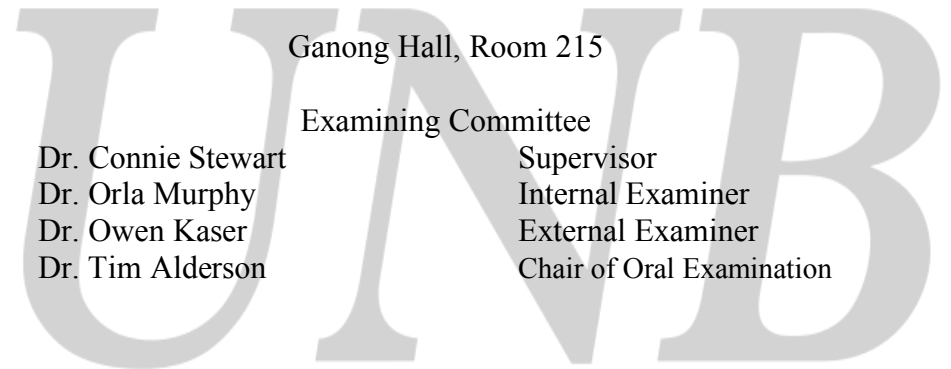 UNB
Ganong Hall, Room 215
Examining Committee
Dr. Connie Stewart Supervisor
Dr. Orla Murphy Internal Examiner
Dr. Owen Kaser External Examiner
Dr. Tim Alderson Chair of Oral Examination